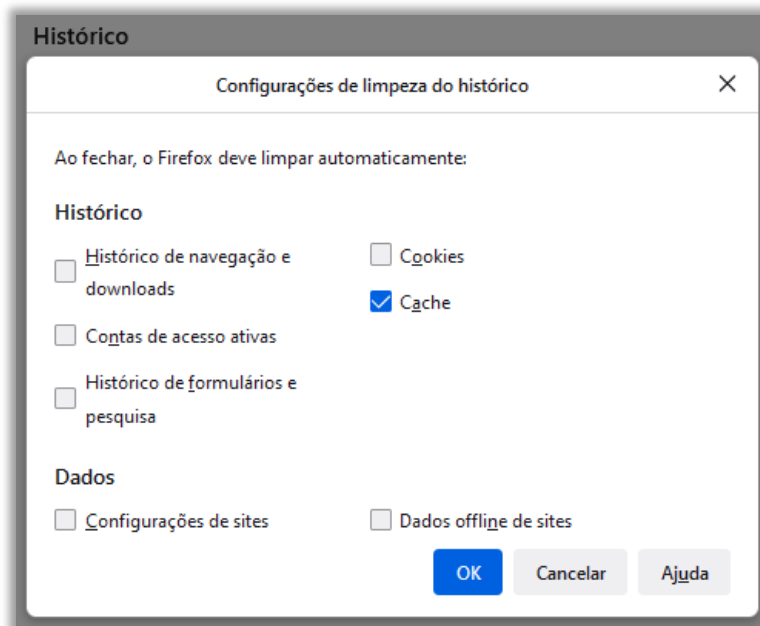 Histórico
Configurações de limpeza do histórico
Ao fechar, o Firefox deve limpar automaticamente:
Histórico
Histórico de navegação e
downloads
Cookies
Cache
Contas de acesso ativas
Histórico de formulários e
pesquisa
Dados
Configurações de sites
Dados offline de sites
OK
Cancelar
Ajuda